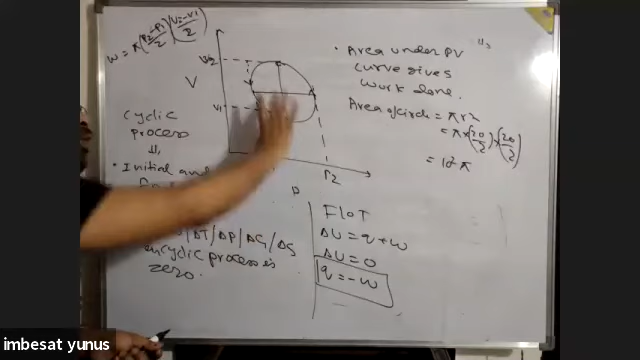 w = π(P2-P1/2)(V2-V1/2)
V2
V
V1
P2
P
cyclic
process
• Initial and
/ΔT/ΔP/ΔG/ΔS
in cyclic process is
zero.
• Area under PV
curve gives
work done.
Area of circle = πr2
= π×(20/2)×(20/2)
π
FLOT
ΔU = q+w
ΔU = 0
q = -w
imbesat yunus